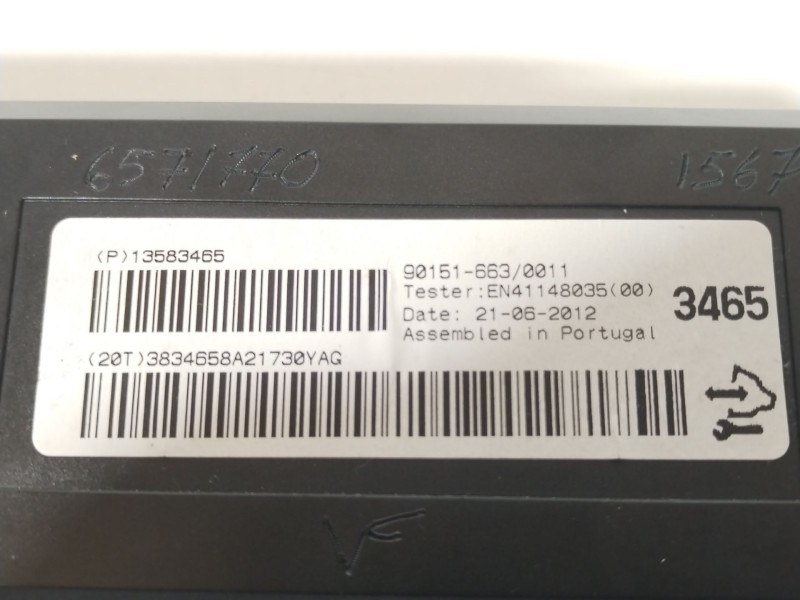 6571770
1567
(P)13583465
90151-663/0011
Tester:EN41148035(00)
Date: 21-06-2012
Assembled in Portugal
3465
(20T)3834658A21730YAG